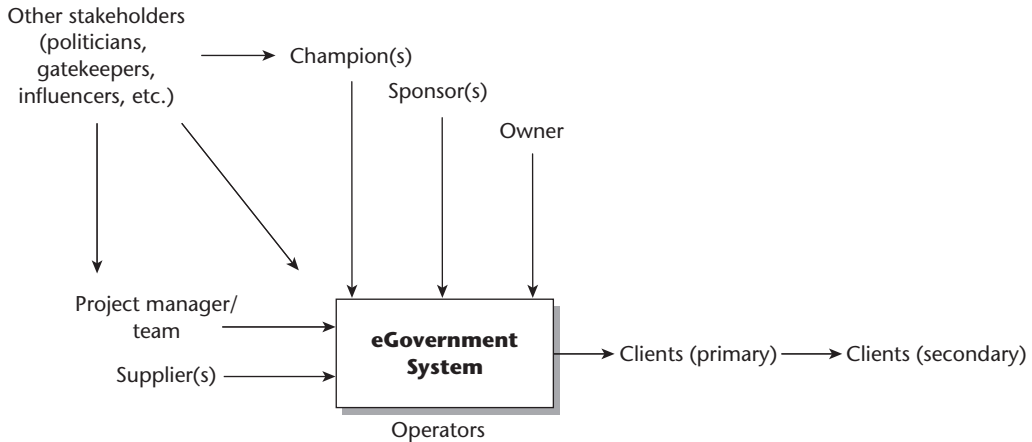 Other stakeholders
(politicians,
gatekeepers,
influencers, etc.)
Champion(s)
Sponsor(s)
Owner
Project manager/
team
Supplier(s)
eGovernment
System
Operators
Clients (primary)
Clients (secondary)